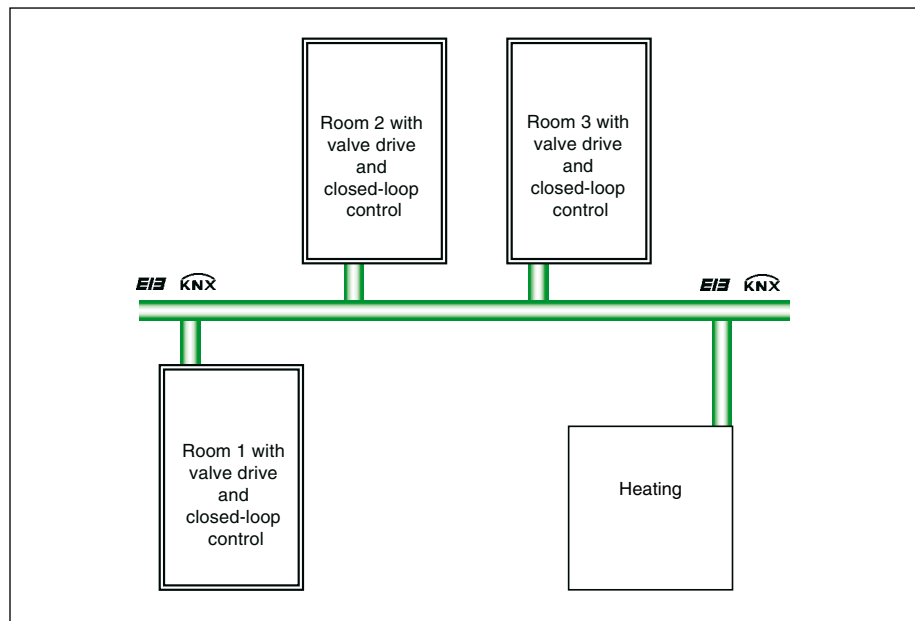 Room 2 with
valve drive
and
closed-loop
control
Room 3 with
valve drive
and
closed-loop
control
EIB KNX
EIB KNX
Room 1 with
valve drive
and
closed-loop
control
Heating